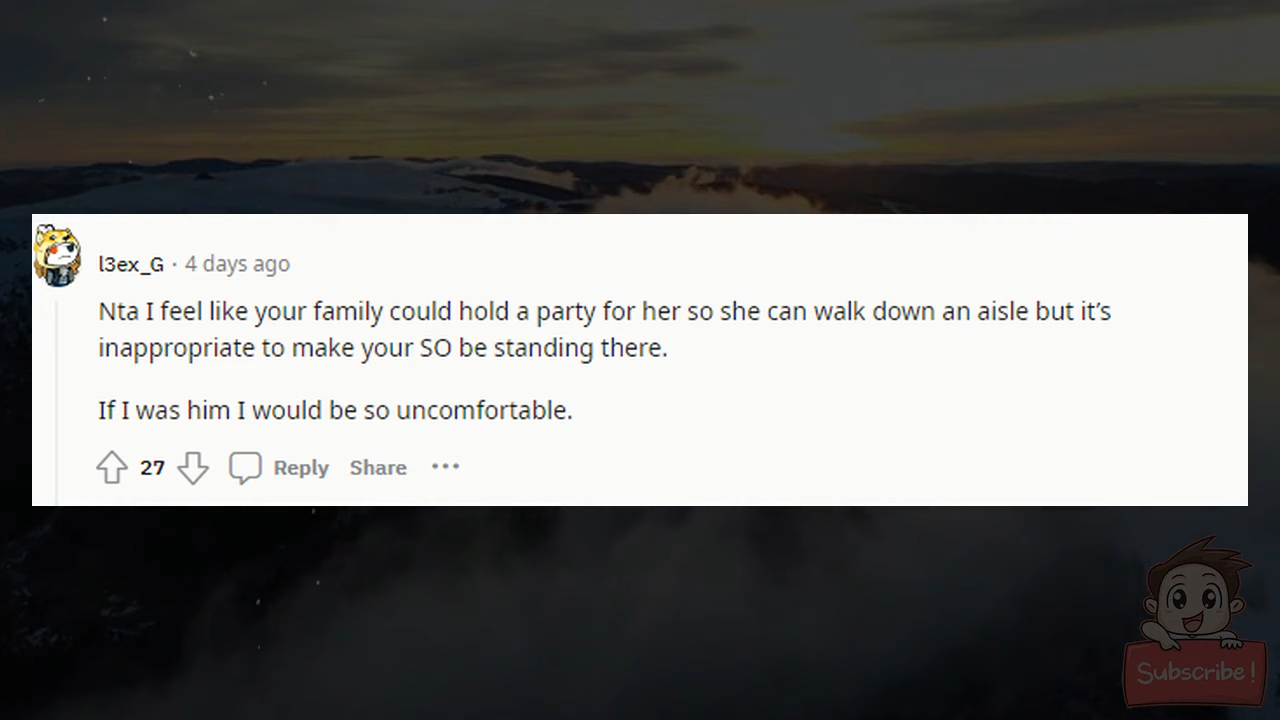 l3ex_G · 4 days ago
Nta I feel like your family could hold a party for her so she can walk down an aisle but it’s
inappropriate to make your SO be standing there.
If I was him I would be so uncomfortable.
27 Reply Share
Subscribe!